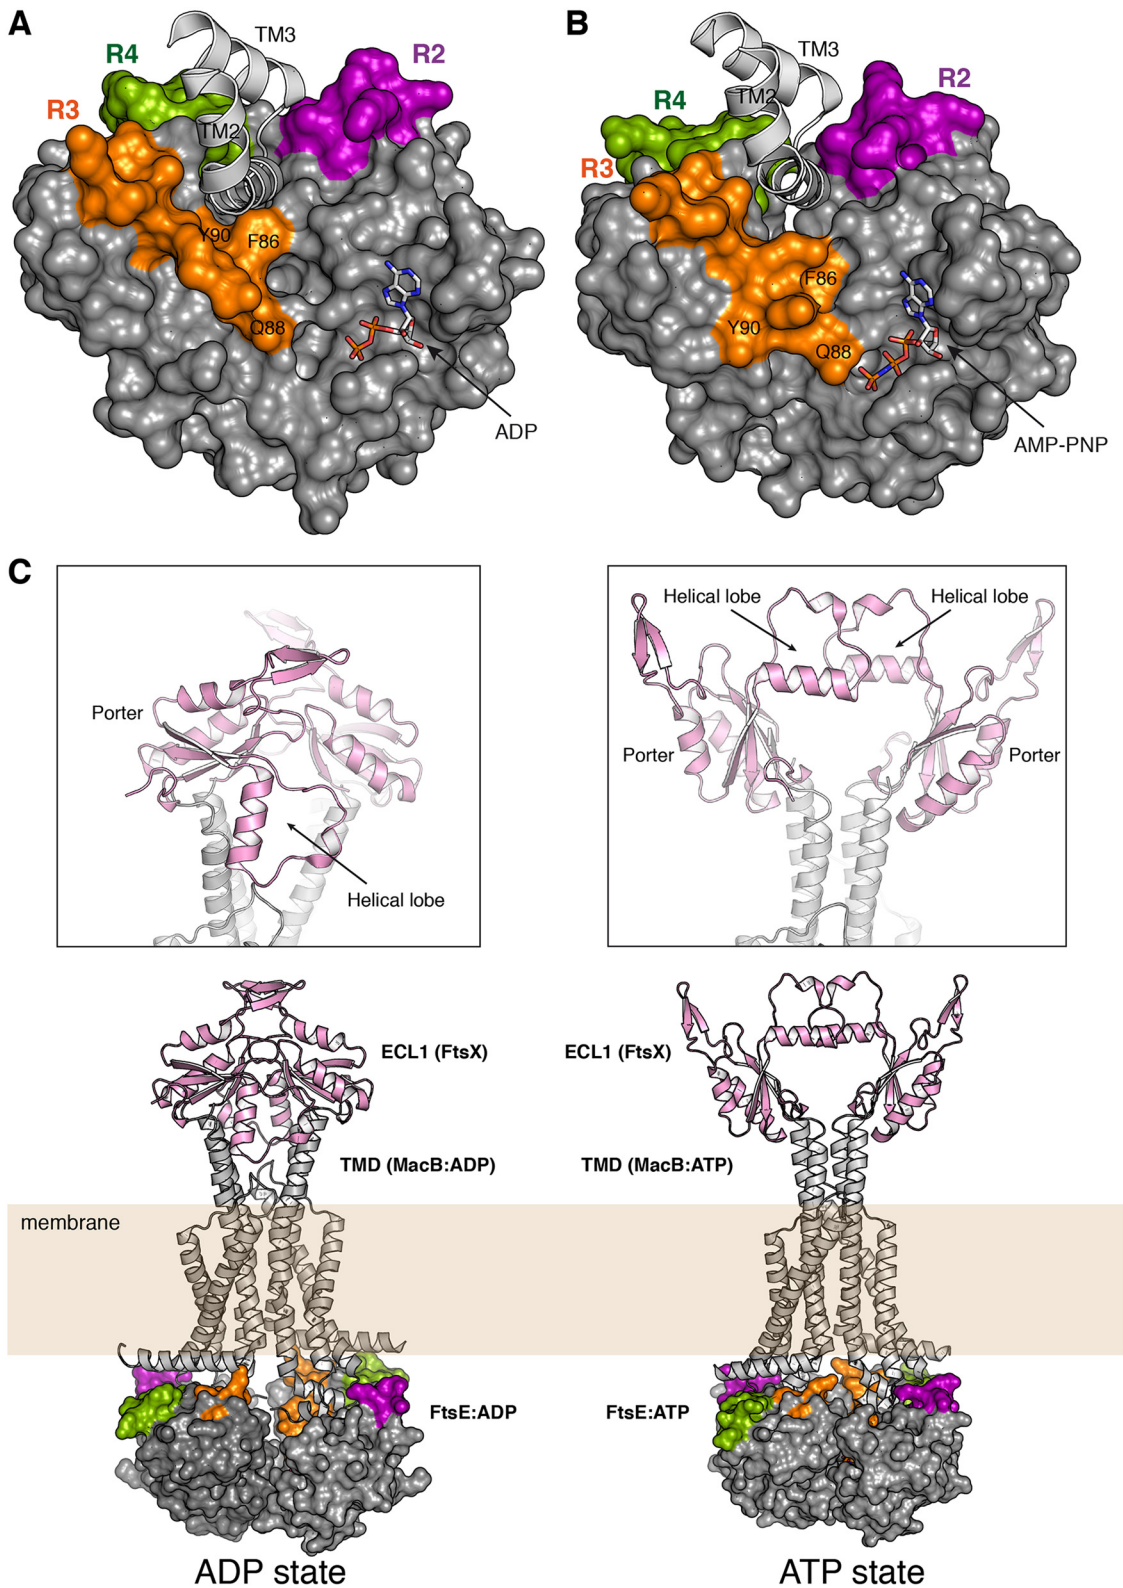 A
TM3
R4
R2
R3
TM2
Y90
F86
Q88
ADP
B
TM3
R2
R4
TM2
R3
F86
Y90
Q88
AMP-PNP
C
Porter
Helical lobe
Helical lobe
Helical lobe
Porter
Porter
ECL1 (FtsX)
ECL1 (FtsX)
TMD (MacB:ADP)
TMD (MacB:ATP)
membrane
FtsE:ADP
FtsE:ATP
ADP state
ATP state